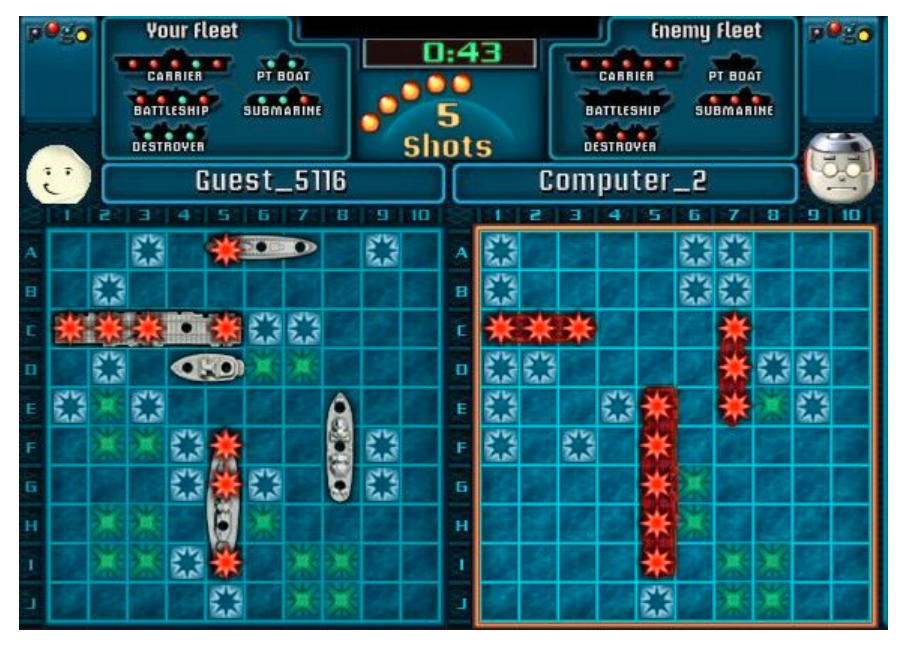 pogo
Your Fleet
0:43
Enemy Fleet
pogo
CARRIER
PT BOAT
BATTLESHIP
SUBMARINE
DESTROYER
5
Shots
CARRIER
PT BOAT
BATTLESHIP
SUBMARINE
DESTROYER
Guest_5116
Computer_2
1 2 3 4 5 6 7 8 9 10
1 2 3 4 5 6 7 8 9 10
A A
B B
C C
D D
E E
F F
G G
H H
I I
J J